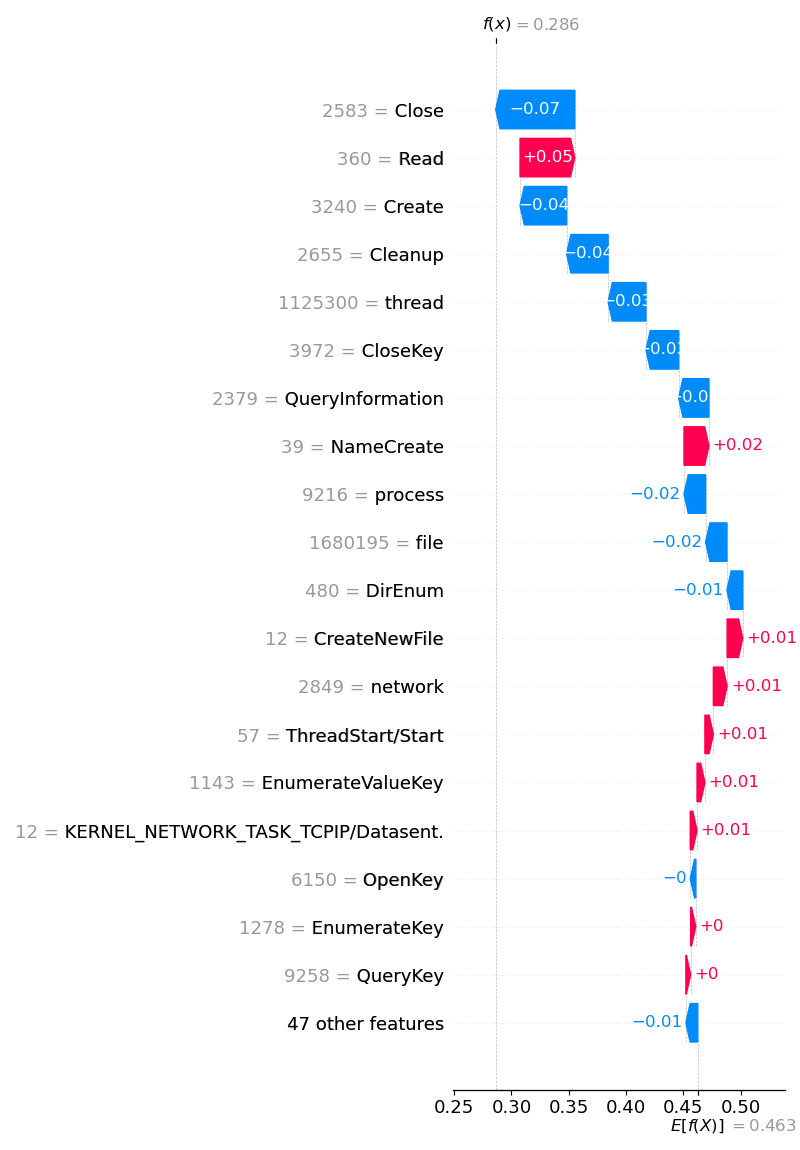 f(x) = 0.286
2583 = Close −0.07
360 = Read +0.05
3240 = Create −0.04
2655 = Cleanup −0.04
1125300 = thread −0.03
3972 = CloseKey −0.03
2379 = QueryInformation −0.0
39 = NameCreate +0.02
9216 = process −0.02
1680195 = file −0.02
480 = DirEnum −0.01
12 = CreateNewFile +0.01
2849 = network +0.01
57 = ThreadStart/Start +0.01
1143 = EnumerateValueKey +0.01
12 = KERNEL_NETWORK_TASK_TCPIP/Datasent. +0.01
6150 = OpenKey −0
1278 = EnumerateKey +0
9258 = QueryKey +0
47 other features −0.01
0.25 0.30 0.35 0.40 0.45 0.50
E[f(X)] = 0.463